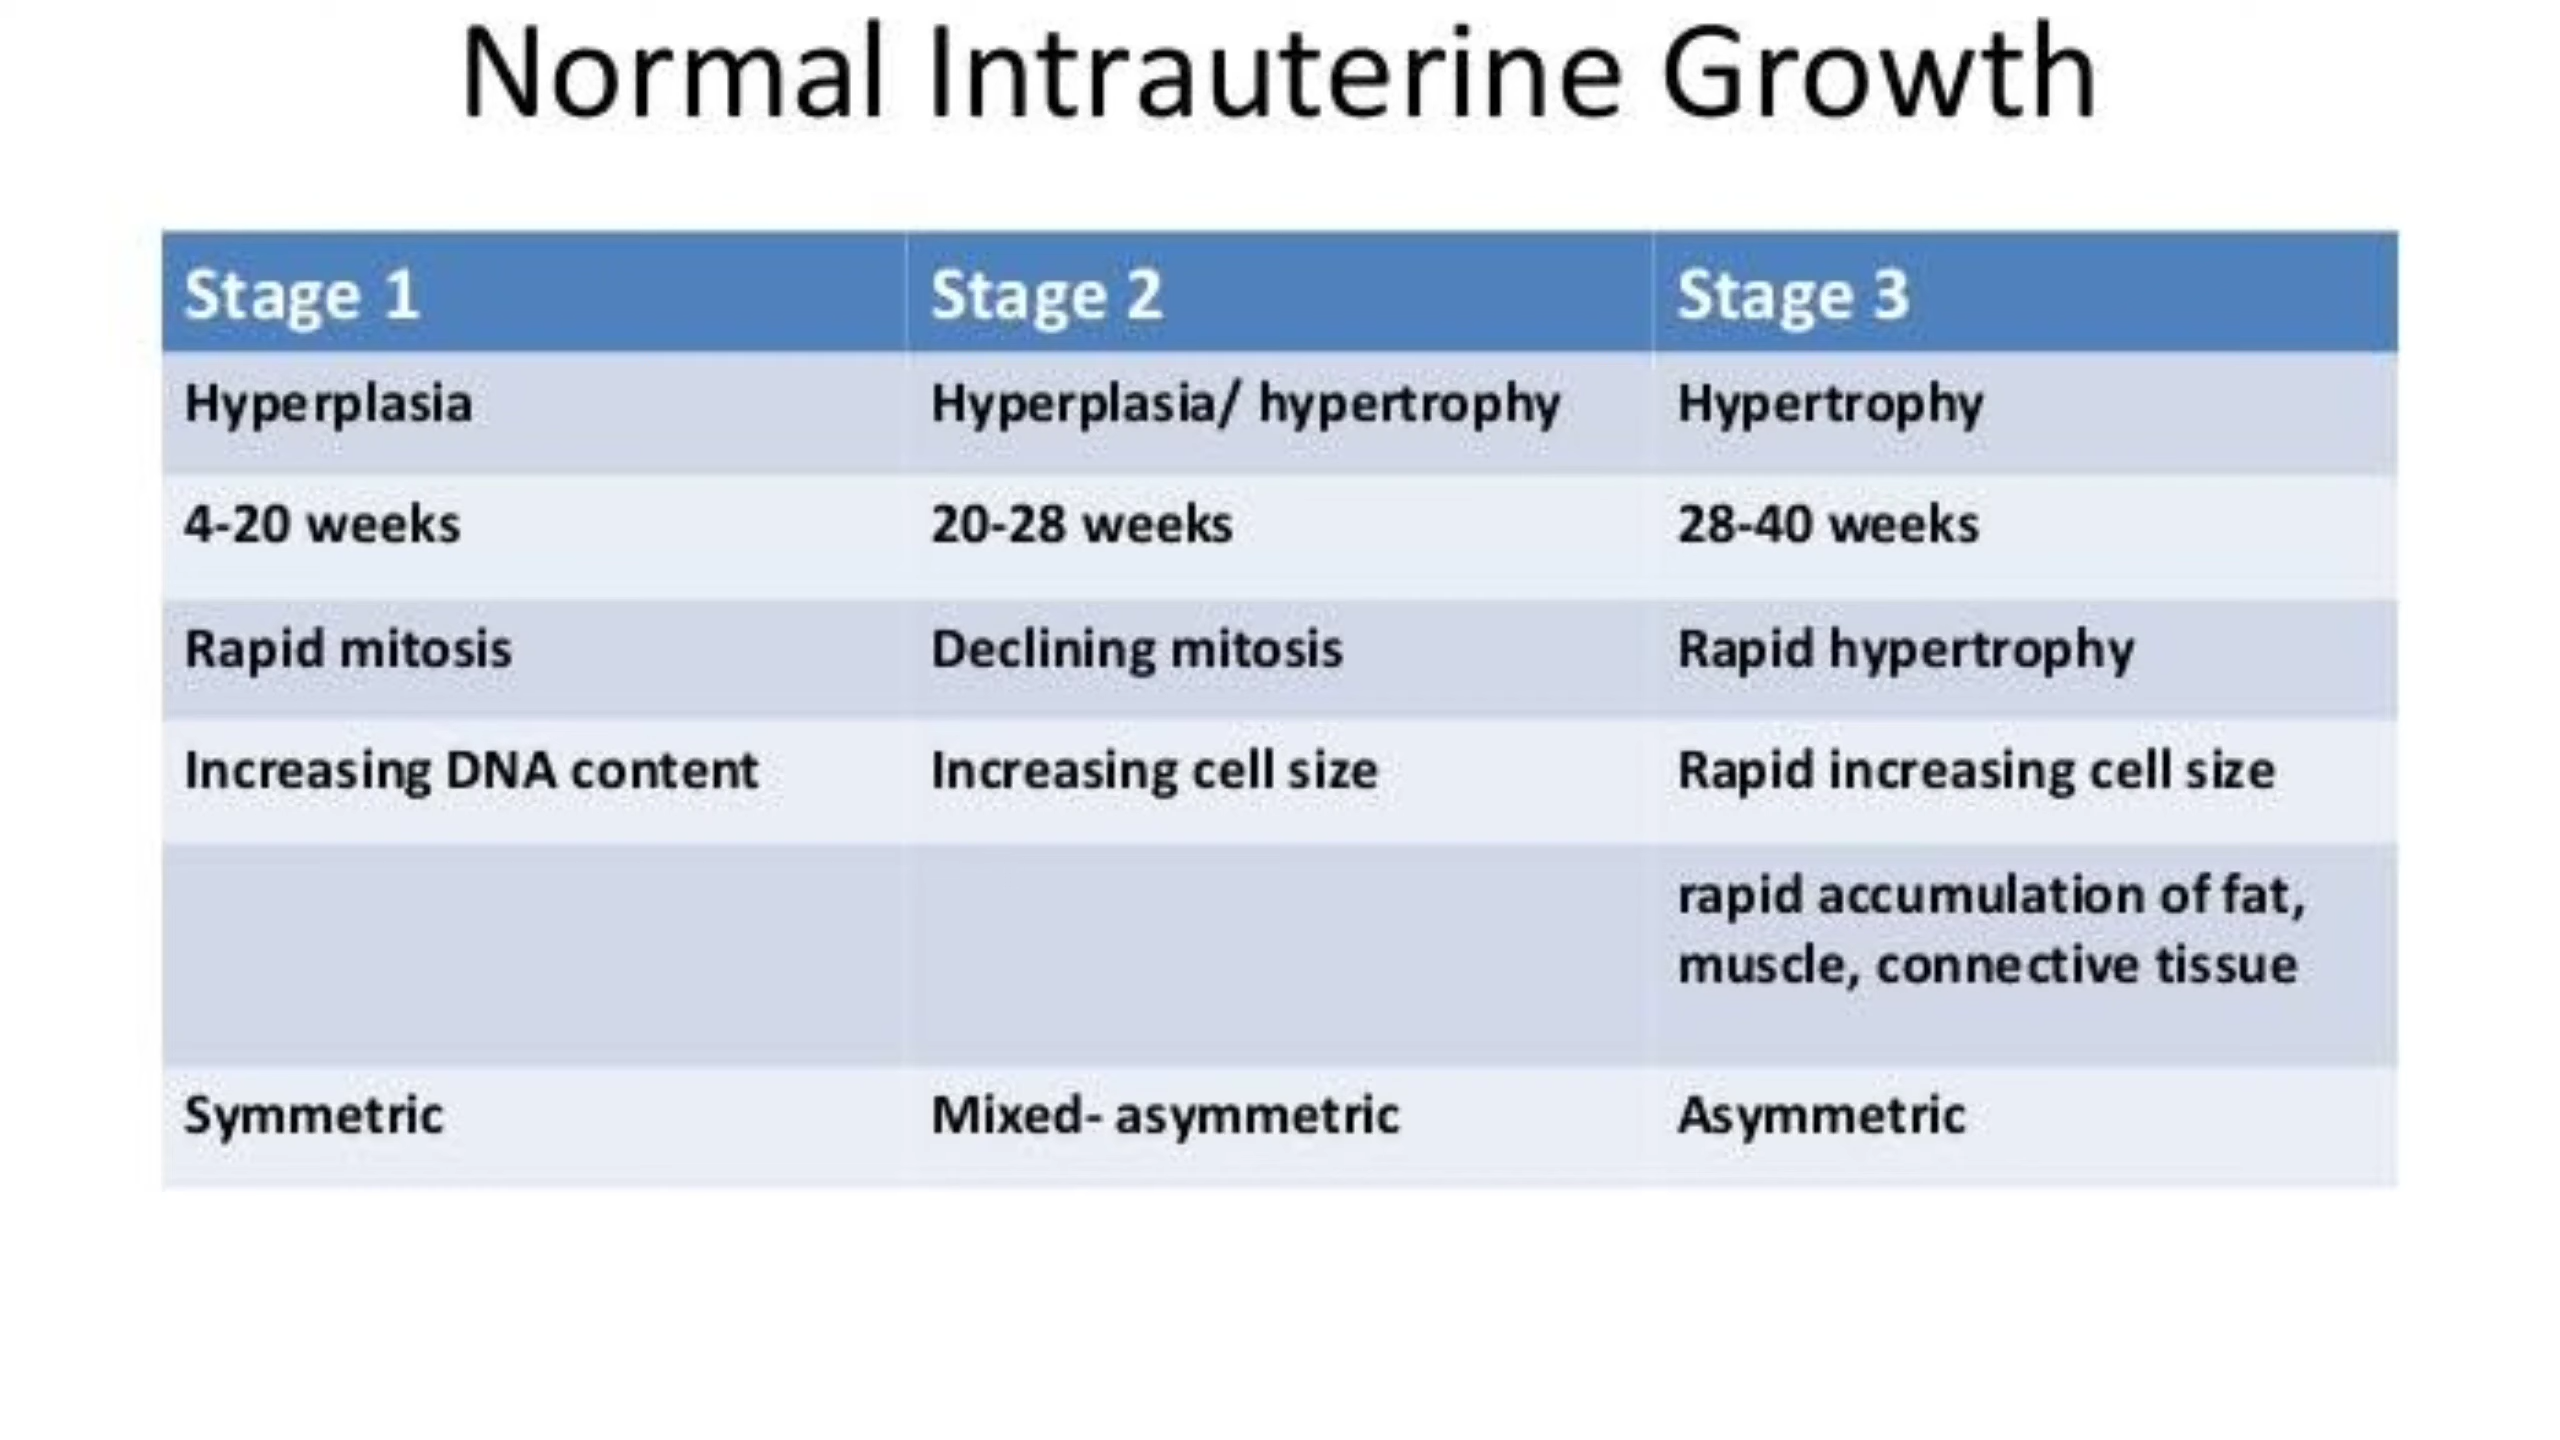 Normal Intrauterine Growth
Stage 1 Stage 2 Stage 3
Hyperplasia Hyperplasia/ hypertrophy Hypertrophy
4-20 weeks 20-28 weeks 28-40 weeks
Rapid mitosis Declining mitosis Rapid hypertrophy
Increasing DNA content Increasing cell size Rapid increasing cell size
rapid accumulation of fat,
muscle, connective tissue
Symmetric Mixed- asymmetric Asymmetric